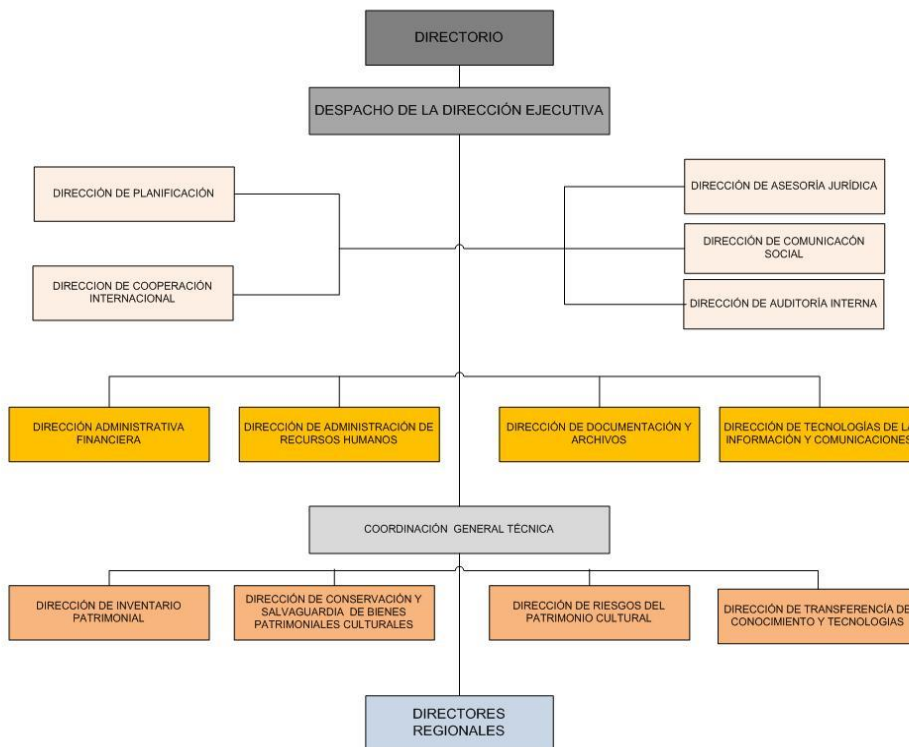 DIRECTORIO
DESPACHO DE LA DIRECCIÓN EJECUTIVA
DIRECCIÓN DE PLANIFICACIÓN
DIRECCION DE COOPERACIÓN
INTERNACIONAL
DIRECCIÓN DE ASESORÍA JURÍDICA
DIRECCIÓN DE COMUNICACÓN
SOCIAL
DIRECCIÓN DE AUDITORÍA INTERNA
DIRECCIÓN ADMINISTRATIVA
FINANCIERA
DIRECCIÓN DE ADMINISTRACIÓN DE
RECURSOS HUMANOS
DIRECCIÓN DE DOCUMENTACIÓN Y
ARCHIVOS
DIRECCIÓN DE TECNOLOGÍAS DE LA
INFORMACIÓN Y COMUNICACIONES
COORDINACIÓN GENERAL TÉCNICA
DIRECCIÓN DE INVENTARIO
PATRIMONIAL
DIRECCIÓN DE CONSERVACIÓN Y
SALVAGUARDIA DE BIENES
PATRIMONIALES CULTURALES
DIRECCIÓN DE RIESGOS DEL
PATRIMONIO CULTURAL
DIRECCIÓN DE TRANSFERENCÍA DE
CONOCIMIENTO Y TECNOLOGIAS
DIRECTORES
REGIONALES